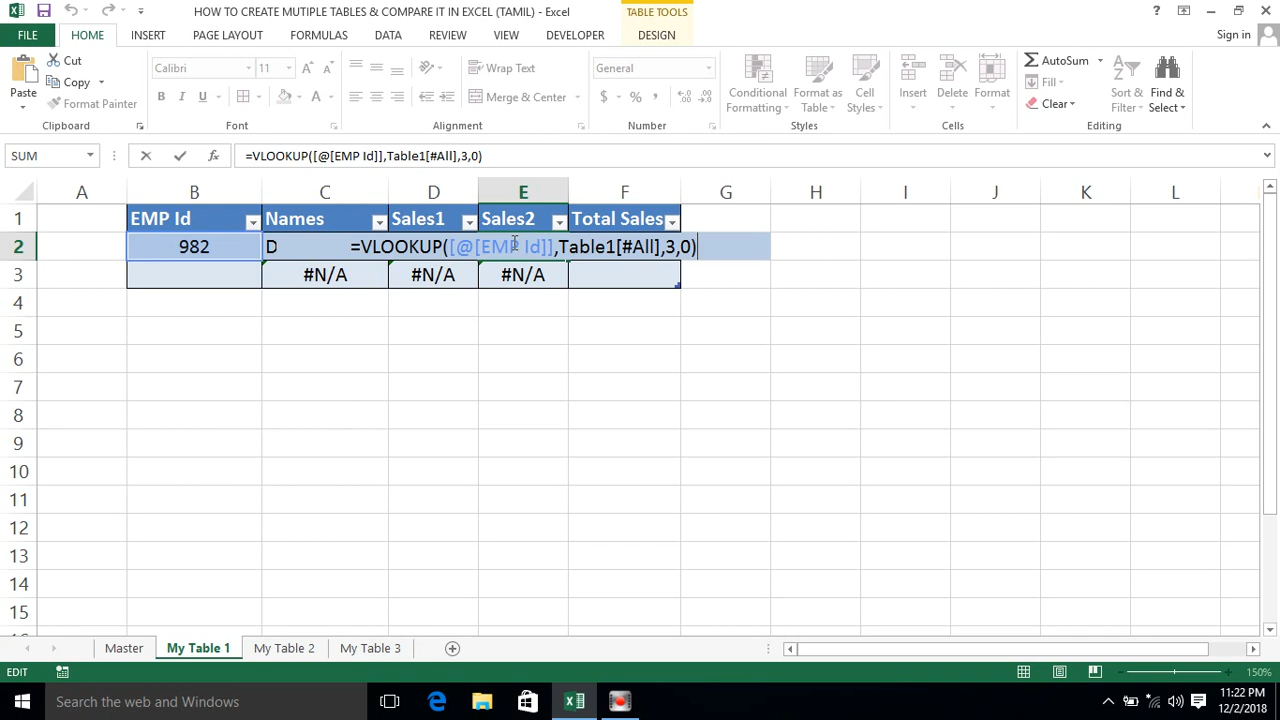 HOW TO CREATE MUTIPLE TABLES & COMPARE IT IN EXCEL (TAMIL) - Excel
TABLE TOOLS
?
FILE HOME INSERT PAGE LAYOUT FORMULAS DATA REVIEW VIEW DEVELOPER DESIGN Sign in
Paste
Cut
Copy
Format Painter
Calibri 11
B I U
Wrap Text
Merge & Center
General
$ %
Conditional Formatting
Format as Table
Cell Styles
Insert Delete Format
AutoSum
Fill
Clear
Sort & Filter
Find & Select
Clipboard Font Alignment Number Styles Cells Editing
SUM fx =VLOOKUP([@[EMP Id]],Table1[#All],3,0)
A B C D E F G H I J K L
1 EMP Id Names Sales1 Sales2 Total Sales
2 982 D =VLOOKUP([@[EMP Id]],Table1[#All],3,0)
3 #N/A #N/A #N/A
4
5
6
7
8
9
10
11
12
13
14
15
Master My Table 1 My Table 2 My Table 3
EDIT 150%
Search the web and Windows
11:22 PM
12/2/2018